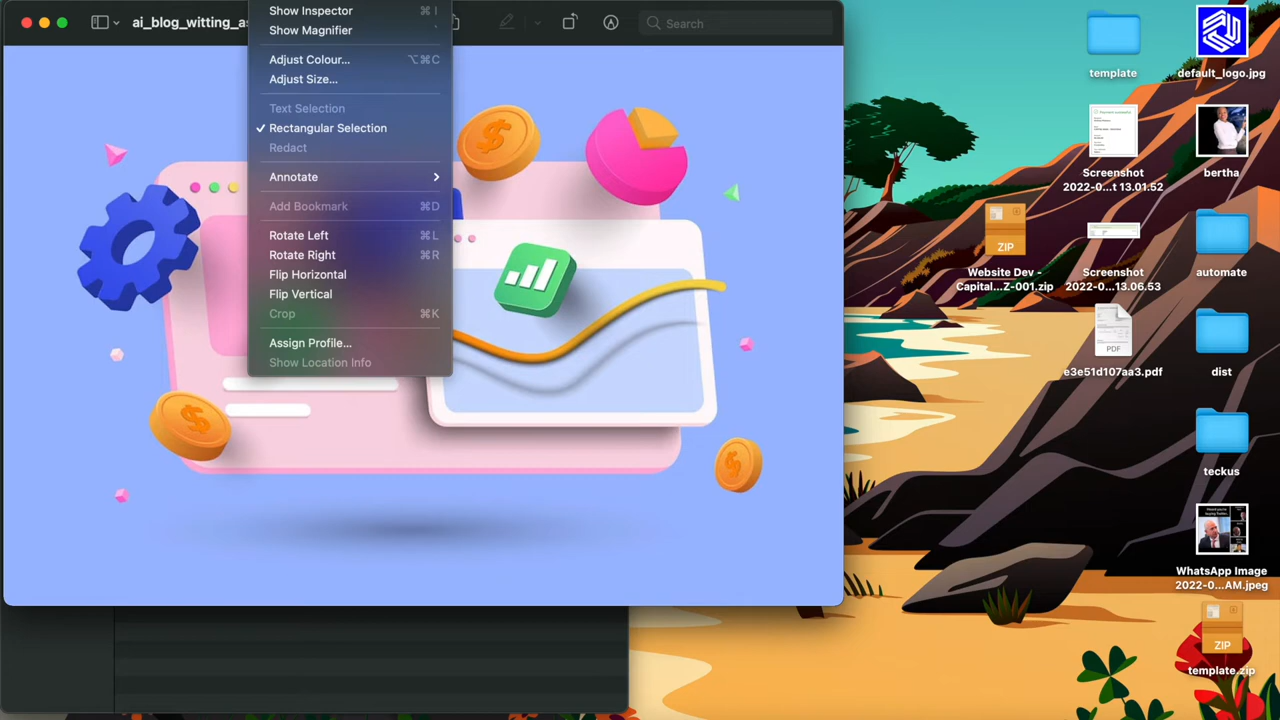 ai_blog_witting_as
Search
Show Inspector ⌘ I
Show Magnifier `
Adjust Colour... ⌥⌘C
Adjust Size...
Text Selection
✓ Rectangular Selection
Redact
Annotate
Add Bookmark ⌘D
Rotate Left ⌘L
Rotate Right ⌘R
Flip Horizontal
Flip Vertical
Crop ⌘K
Assign Profile...
Show Location Info
template
default_logo.jpg
Screenshot
2022-0...t 13.01.52
bertha
ZIP
Website Dev -
Capital...Z-001.zip
Screenshot
2022-0...13.06.53
automate
PDF
e3e51d107aa3.pdf
dist
teckus
WhatsApp Image
2022-0...AM.jpeg
ZIP
template.zip